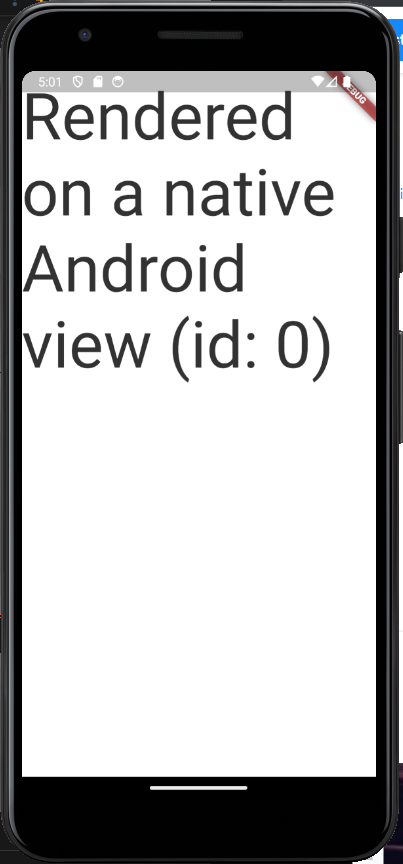 5:01
DEBUG
Rendered
on a native
Android
view (id: 0)